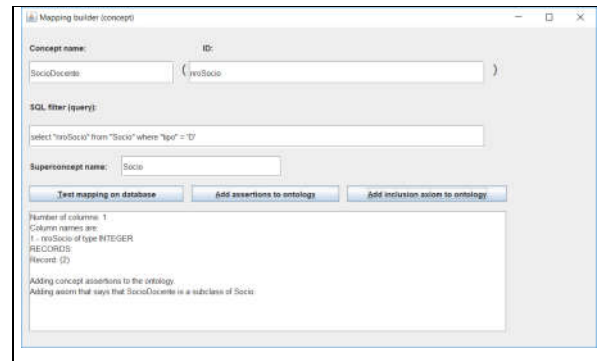 Mapping builder (concept)
Concept name: ID:
SocioDocente ( nroSocio )
SQL filter (query):
select "nroSocio" from "Socio" where "tipo" = 'D'
Superconcept name: Socio
Test mapping on database Add assertions to ontology Add inclusion axiom to ontology
Number of columns: 1
Column names are:
1 - nroSocio of type INTEGER
RECORDS:
Record: (2)
Adding concept assertions to the ontology.
Adding axiom that says that SocioDocente is a subclass of Socio